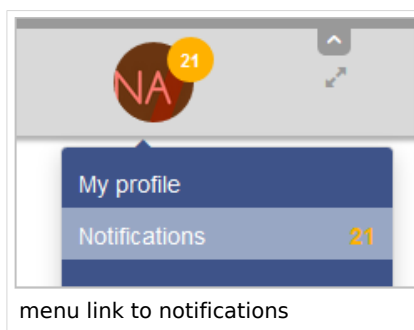 21
NA
My profile
Notifications 21
menu link to notifications